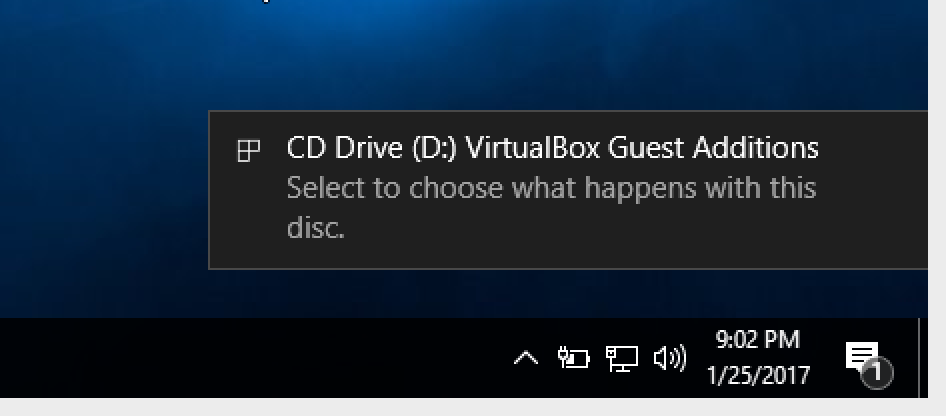 CD Drive (D:) VirtualBox Guest Additions
Select to choose what happens with this
disc.
9:02 PM
1/25/2017
1